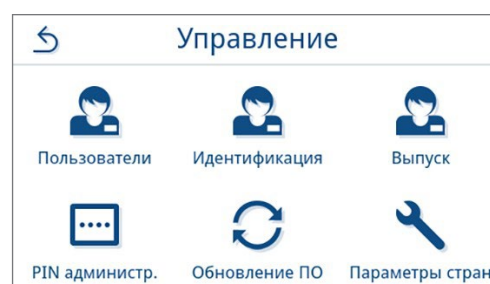 Управление
Пользователи Идентификация Выпуск
PIN администр. Обновление ПО Параметры стран